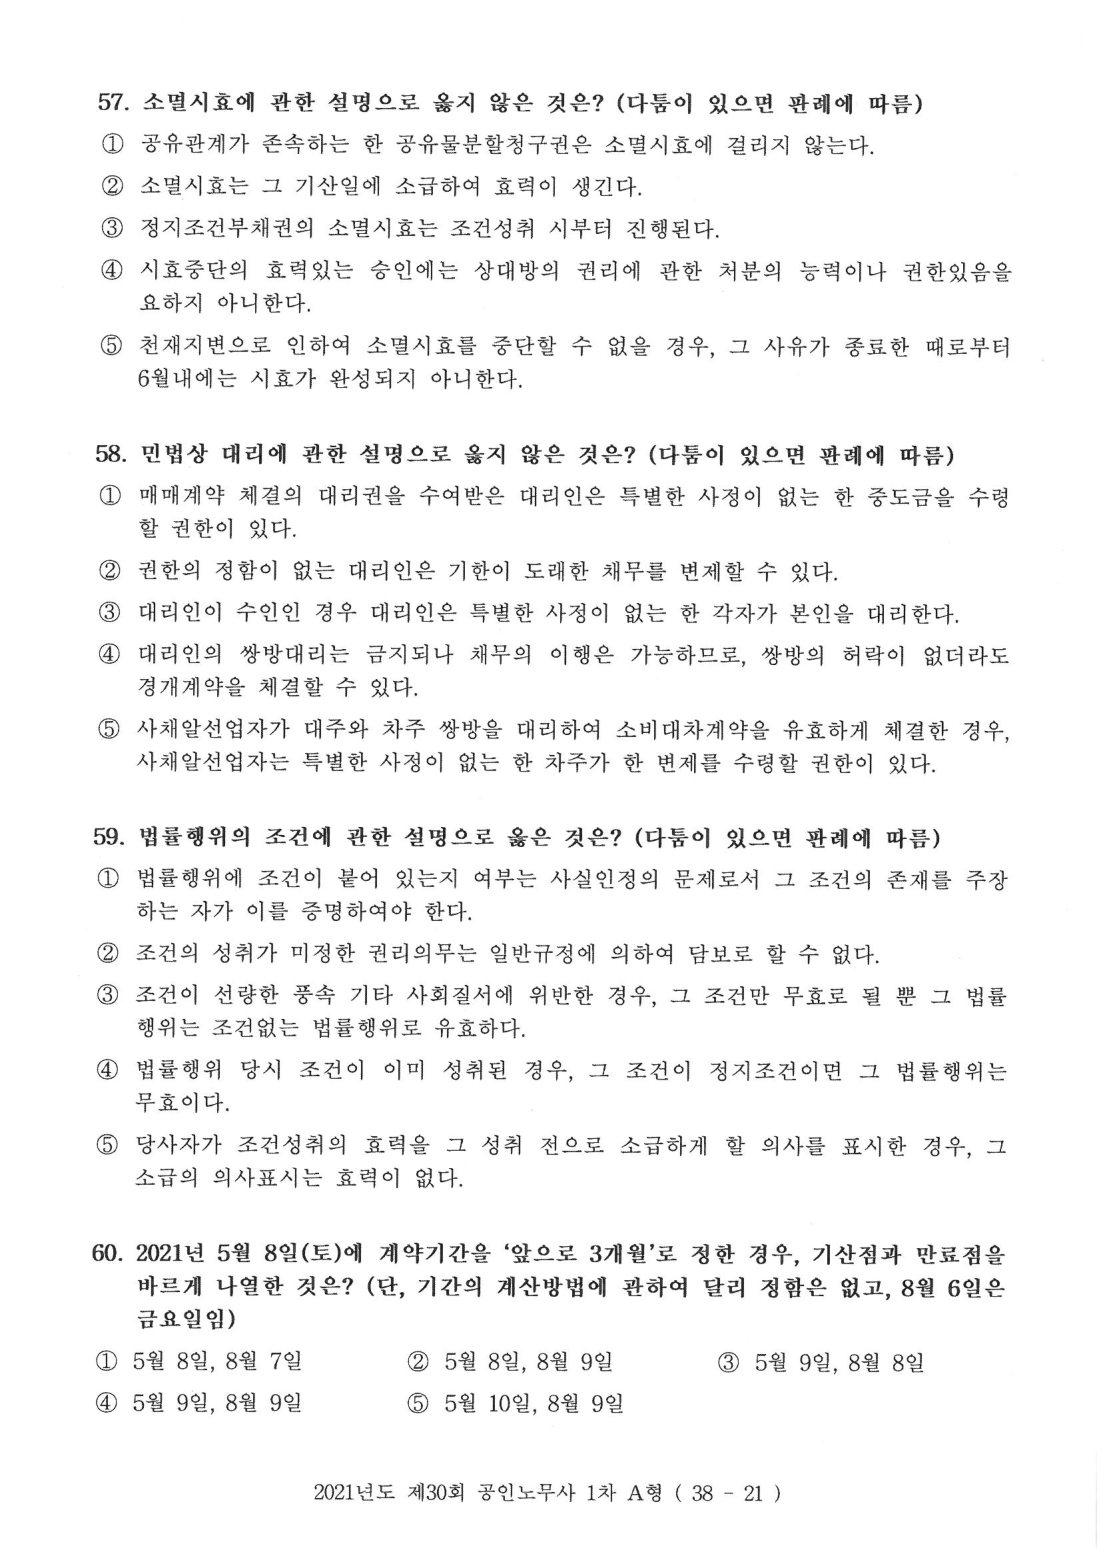 57. 소멸시효에 관한 설명으로 옳지 않은 것은? (다툼이 있으면 판례에 따름)
① 공유관계가 존속하는 한 공유물분할청구권은 소멸시효에 걸리지 않는다.
② 소멸시효는 그 기산일에 소급하여 효력이 생긴다.
③ 정지조건부채권의 소멸시효는 조건성취 시부터 진행된다.
④ 시효중단의 효력있는 승인에는 상대방의 권리에 관한 처분의 능력이나 권한있음을
요하지 아니한다.
⑤ 천재지변으로 인하여 소멸시효를 중단할 수 없을 경우, 그 사유가 종료한 때로부터
6월내에는 시효가 완성되지 아니한다.
58. 민법상 대리에 관한 설명으로 옳지 않은 것은? (다툼이 있으면 판례에 따름)
① 매매계약 체결의 대리권을 수여받은 대리인은 특별한 사정이 없는 한 중도금을 수령
할 권한이 있다.
② 권한의 정함이 없는 대리인은 기한이 도래한 채무를 변제할 수 있다.
③ 대리인이 수인인 경우 대리인은 특별한 사정이 없는 한 각자가 본인을 대리한다.
④ 대리인의 쌍방대리는 금지되나 채무의 이행은 가능하므로, 쌍방의 허락이 없더라도
경개계약을 체결할 수 있다.
⑤ 사채알선업자가 대주와 차주 쌍방을 대리하여 소비대차계약을 유효하게 체결한 경우,
사채알선업자는 특별한 사정이 없는 한 차주가 한 변제를 수령할 권한이 있다.
59. 법률행위의 조건에 관한 설명으로 옳은 것은? (다툼이 있으면 판례에 따름)
① 법률행위에 조건이 붙어 있는지 여부는 사실인정의 문제로서 그 조건의 존재를 주장
하는 자가 이를 증명하여야 한다.
② 조건의 성취가 미정한 권리의무는 일반규정에 의하여 담보로 할 수 없다.
③ 조건이 선량한 풍속 기타 사회질서에 위반한 경우, 그 조건만 무효로 될 뿐 그 법률
행위는 조건없는 법률행위로 유효하다.
④ 법률행위 당시 조건이 이미 성취된 경우, 그 조건이 정지조건이면 그 법률행위는
무효이다.
⑤ 당사자가 조건성취의 효력을 그 성취 전으로 소급하게 할 의사를 표시한 경우, 그
소급의 의사표시는 효력이 없다.
60. 2021년 5월 8일(토)에 계약기간을 ‘앞으로 3개월’로 정한 경우, 기산점과 만료점을
바르게 나열한 것은? (단, 기간의 계산방법에 관하여 달리 정함은 없고, 8월 6일은
금요일임)
① 5월 8일, 8월 7일 ② 5월 8일, 8월 9일 ③ 5월 9일, 8월 8일
④ 5월 9일, 8월 9일 ⑤ 5월 10일, 8월 9일
2021년도 제30회 공인노무사 1차 A형 ( 38 - 21 )